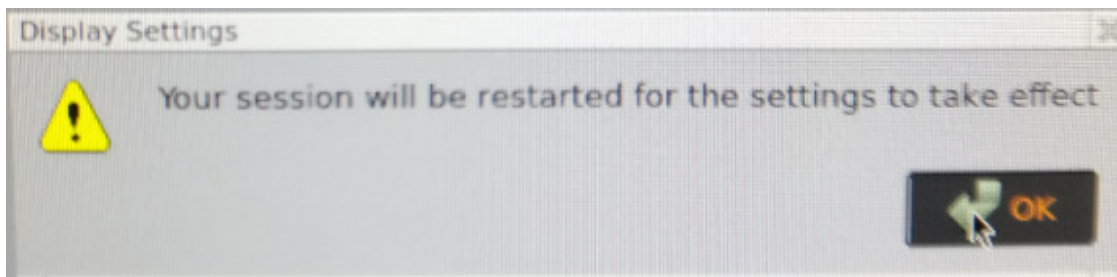 Display Settings
Your session will be restarted for the settings to take effect
OK